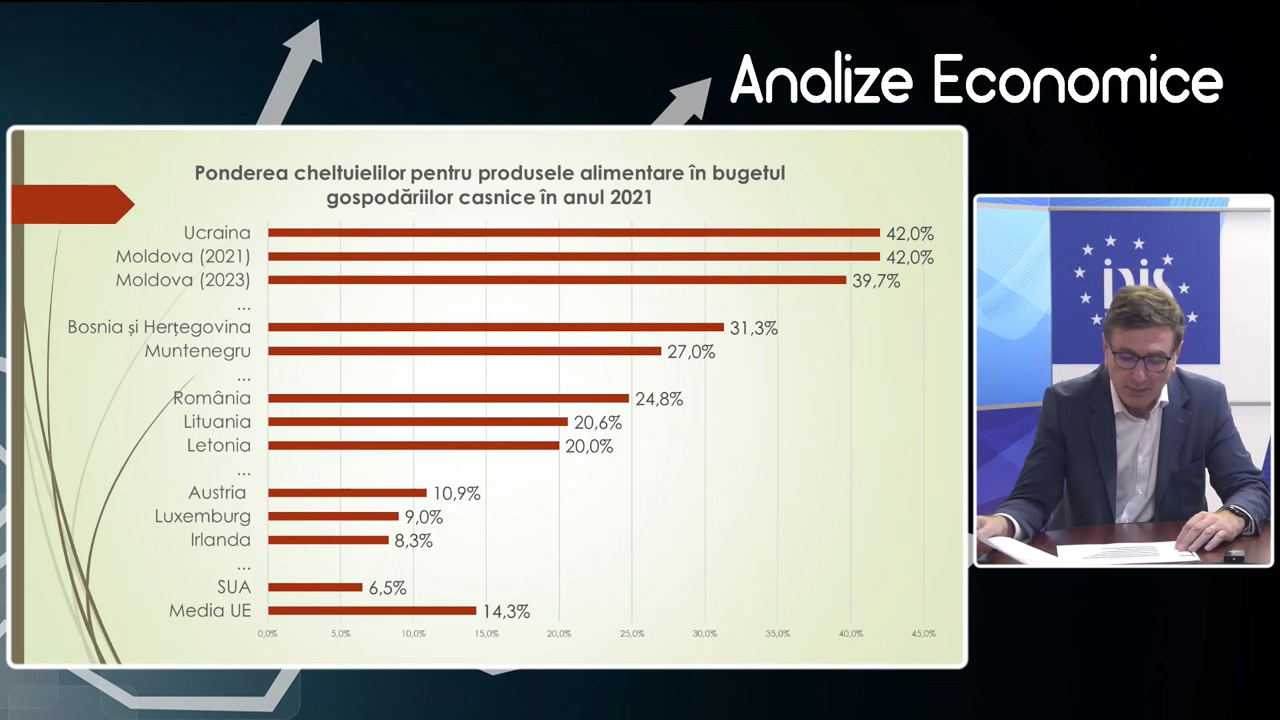 Analize Economice
Ponderea cheltuielilor pentru produsele alimentare în bugetul
gospodăriilor casnice în anul 2021
Ucraina 42,0%
Moldova (2021) 42,0%
Moldova (2023) 39,7%
...
Bosnia și Herțegovina 31,3%
Muntenegru 27,0%
...
România 24,8%
Lituania 20,6%
Letonia 20,0%
...
Austria 10,9%
Luxemburg 9,0%
Irlanda 8,3%
...
SUA 6,5%
Media UE 14,3%
0,0% 5,0% 10,0% 15,0% 20,0% 25,0% 30,0% 35,0% 40,0% 45,0%
idis